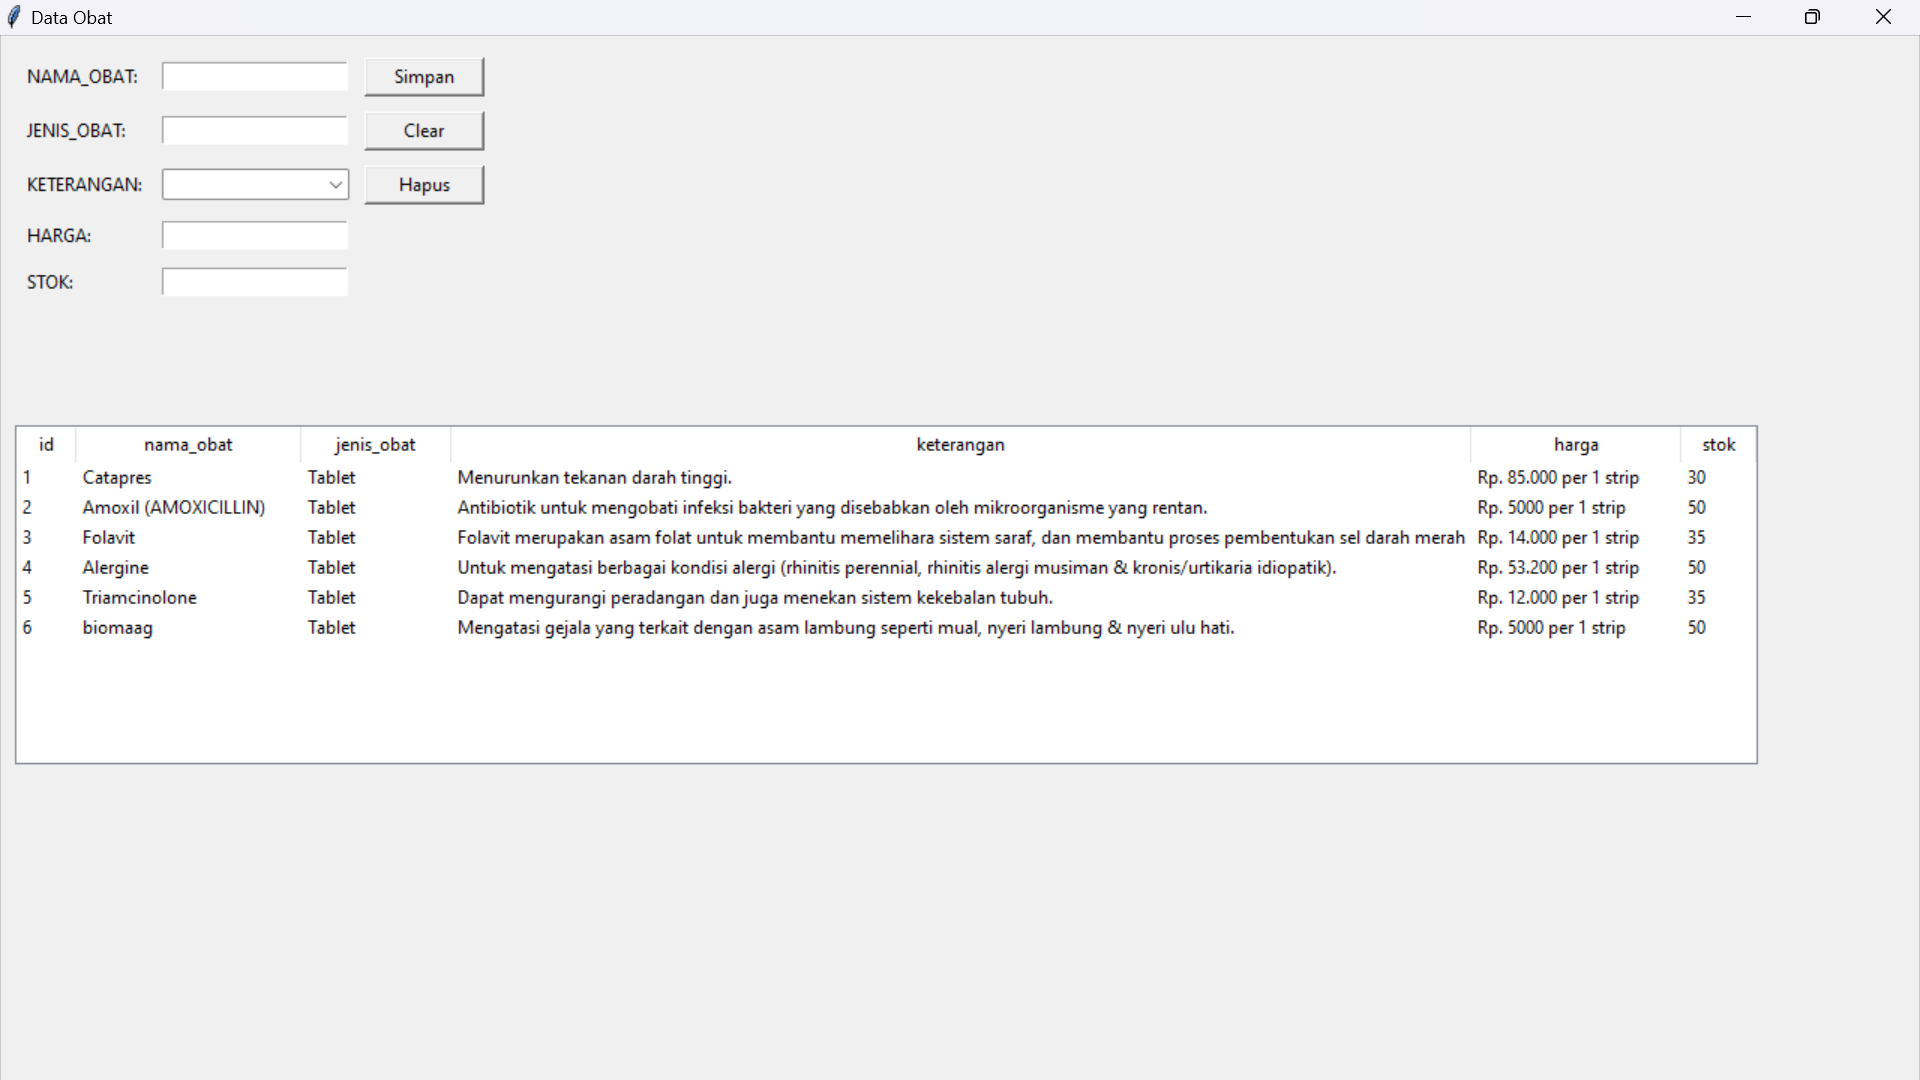 Data Obat
NAMA_OBAT: Simpan
JENIS_OBAT: Clear
KETERANGAN: Hapus
HARGA:
STOK:
id nama_obat jenis_obat keterangan harga stok
1 Catapres Tablet Menurunkan tekanan darah tinggi. Rp. 85.000 per 1 strip 30
2 Amoxil (AMOXICILLIN) Tablet Antibiotik untuk mengobati infeksi bakteri yang disebabkan oleh mikroorganisme yang rentan. Rp. 5000 per 1 strip 50
3 Folavit Tablet Folavit merupakan asam folat untuk membantu memelihara sistem saraf, dan membantu proses pembentukan sel darah merah Rp. 14.000 per 1 strip 35
4 Alergine Tablet Untuk mengatasi berbagai kondisi alergi (rhinitis perennial, rhinitis alergi musiman & kronis/urtikaria idiopatik). Rp. 53.200 per 1 strip 50
5 Triamcinolone Tablet Dapat mengurangi peradangan dan juga menekan sistem kekebalan tubuh. Rp. 12.000 per 1 strip 35
6 biomaag Tablet Mengatasi gejala yang terkait dengan asam lambung seperti mual, nyeri lambung & nyeri ulu hati. Rp. 5000 per 1 strip 50